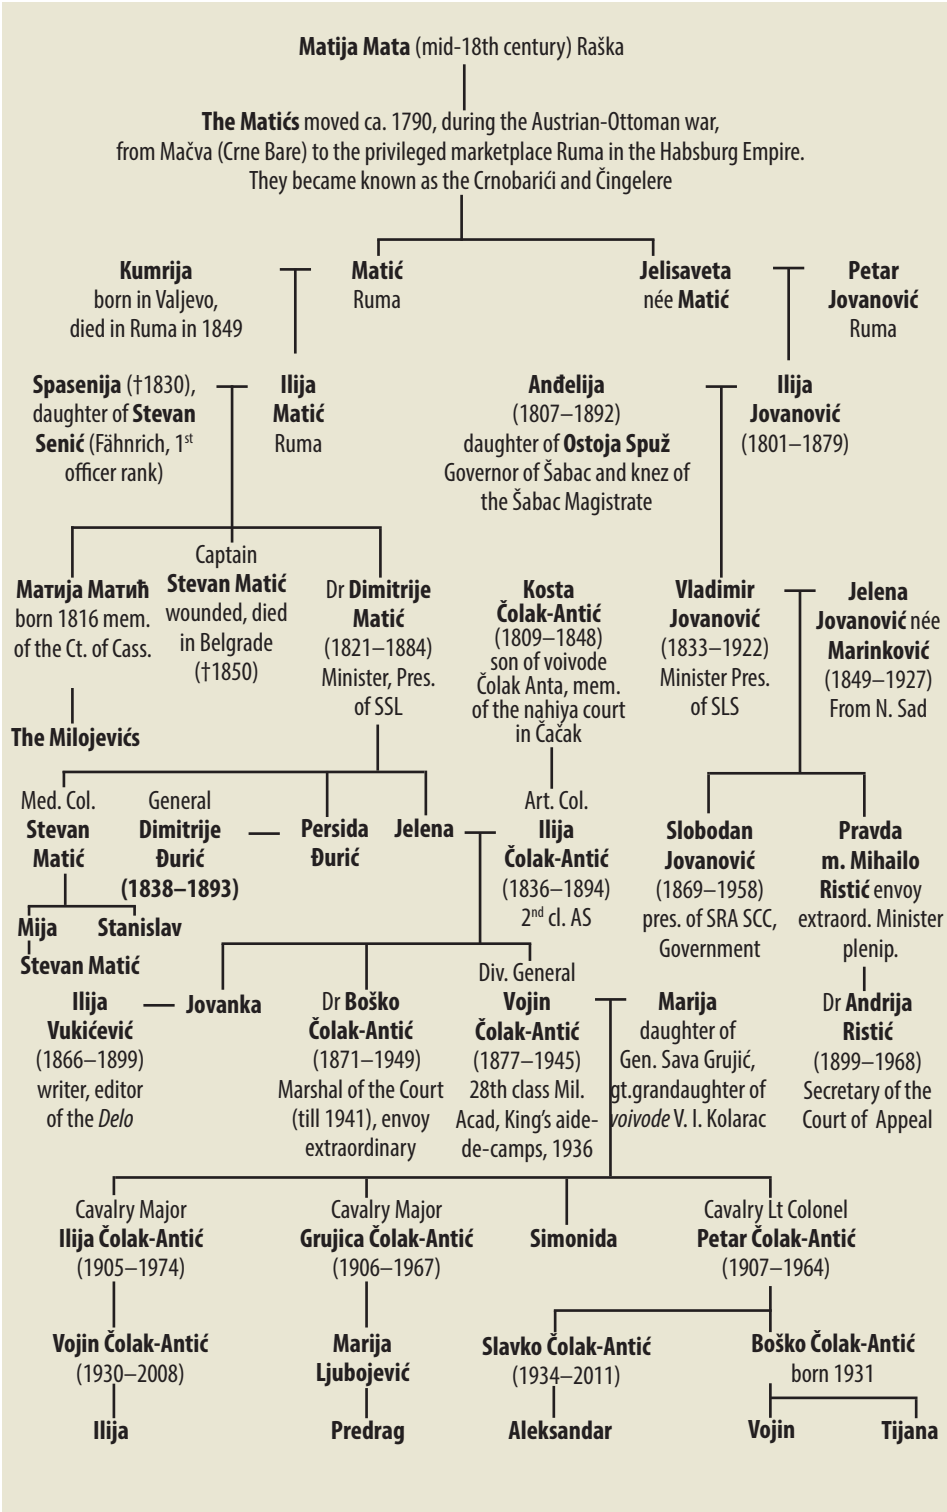 Matija Mata (mid-18th century) Raška
The Matićs moved ca. 1790, during the Austrian-Ottoman war,
from Mačva (Crne Bare) to the privileged marketplace Ruma in the Habsburg Empire.
They became known as the Crnobarići and Čingelere
Kumrija
born in Valjevo,
died in Ruma in 1849
Matić
Ruma
Jelisaveta
née Matić
Petar
Jovanović
Ruma
Spasenija (†1830),
daughter of Stevan
Senić (Fähnrich, 1st
officer rank)
Ilija
Matić
Ruma
Anđelija
(1807–1892)
daughter of Ostoja Spuž
Governor of Šabac and knez of
the Šabac Magistrate
Ilija
Jovanović
(1801–1879)
Матија Матић
born 1816 mem.
of the Ct. of Cass.
Captain
Stevan Matić
wounded, died
in Belgrade
(†1850)
Dr Dimitrije
Matić
(1821–1884)
Minister, Pres.
of SSL
Kosta
Čolak-Antić
(1809–1848)
son of voivode
Čolak Anta, mem.
of the nahiya court
in Čačak
Vladimir
Jovanović
(1833–1922)
Minister Pres.
of SLS
Jelena
Jovanović née
Marinković
(1849–1927)
From N. Sad
The Milojevićs
Med. Col.
Stevan
Matić
General
Dimitrije
Đurić
(1838–1893)
Persida
Đurić
Jelena
Art. Col.
Ilija
Čolak-Antić
(1836–1894)
2nd cl. AS
Slobodan
Jovanović
(1869–1958)
pres. of SRA SCC,
Government
Pravda
m. Mihailo
Ristić envoy
extraord. Minister
plenip.
Mija
Stanislav
Stevan Matić
Ilija
Vukićević
(1866–1899)
writer, editor
of the Delo
Jovanka
Dr Boško
Čolak-Antić
(1871–1949)
Marshal of the Court
(till 1941), envoy
extraordinary
Div. General
Vojin
Čolak-Antić
(1877–1945)
28th class Mil.
Acad, King's aide-
de-camps, 1936
Marija
daughter of
Gen. Sava Grujić,
gt.grandaughter of
voivode V. I. Kolarac
Dr Andrija
Ristić
(1899–1968)
Secretary of the
Court of Appeal
Cavalry Major
Ilija Čolak-Antić
(1905–1974)
Cavalry Major
Grujica Čolak-Antić
(1906–1967)
Simonida
Cavalry Lt Colonel
Petar Čolak-Antić
(1907–1964)
Vojin Čolak-Antić
(1930–2008)
Marija
Ljubojević
Slavko Čolak-Antić
(1934–2011)
Boško Čolak-Antić
born 1931
Ilija
Predrag
Aleksandar
Vojin
Tijana